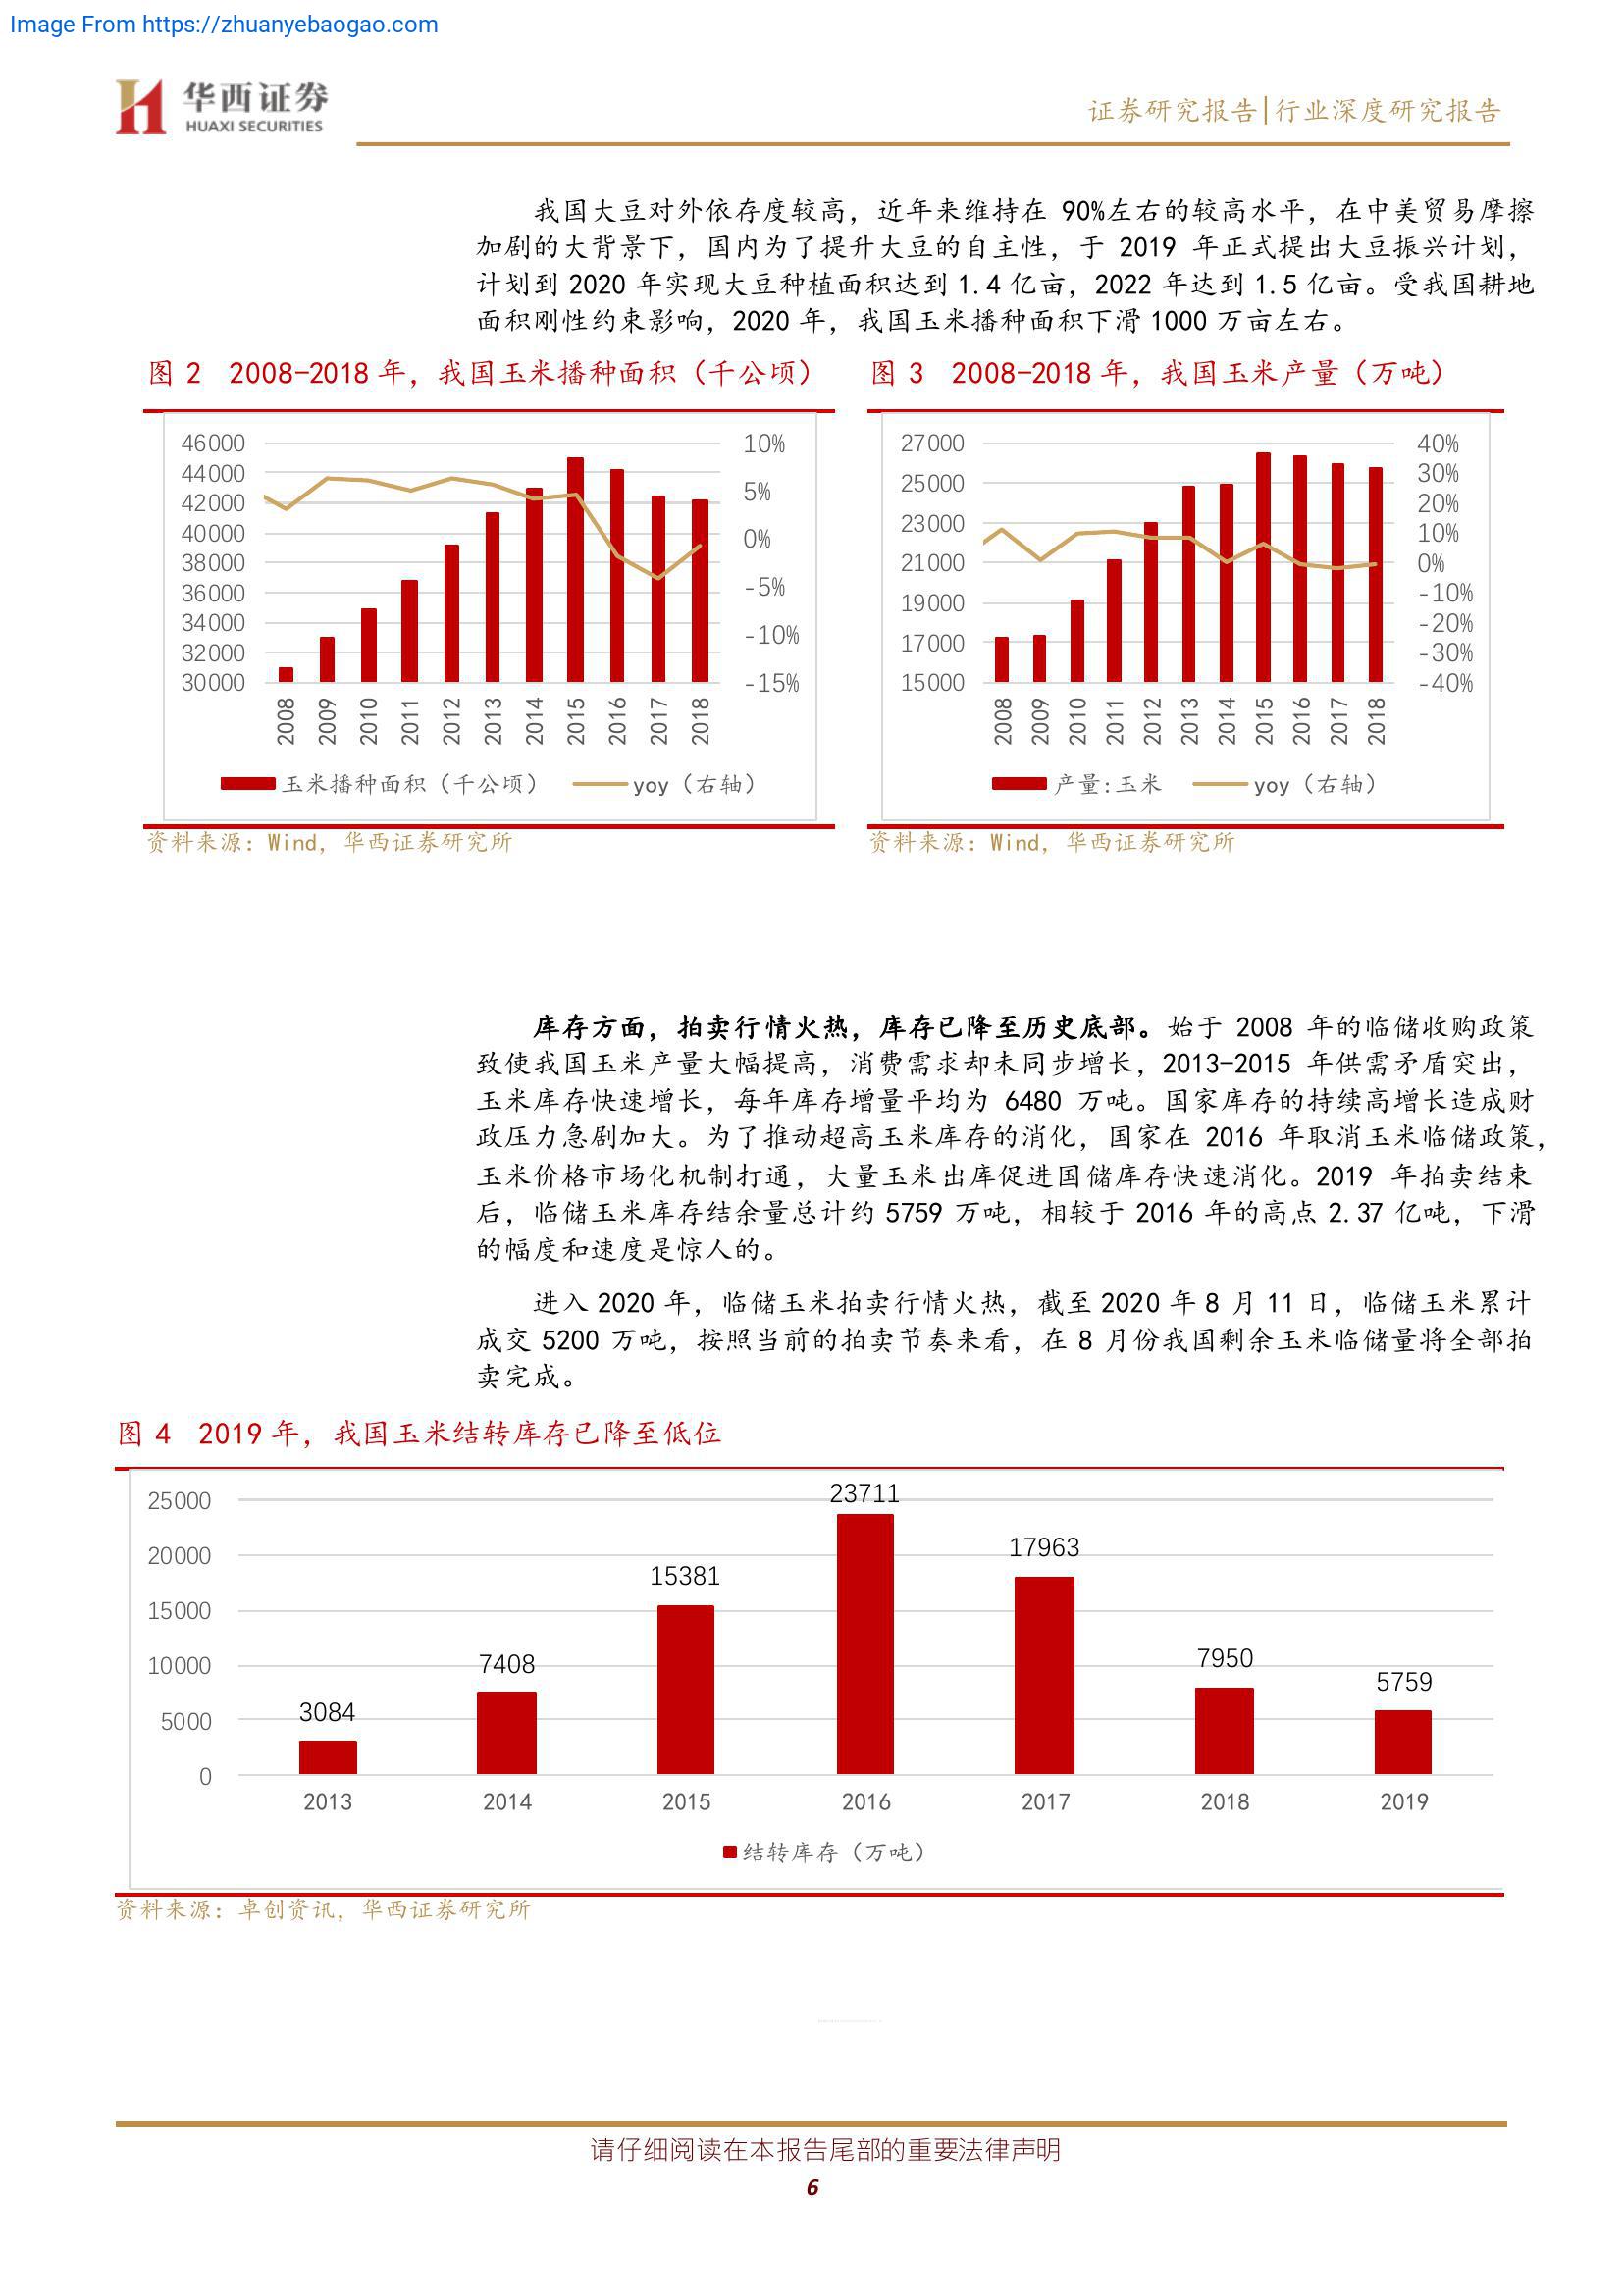 Image From https://zhuanyebaogao.com
华西证券
HUAXI SECURITIES
证券研究报告|行业深度研究报告
我国大豆对外依存度较高，近年来维持在 90%左右的较高水平，在中美贸易摩擦
加剧的大背景下，国内为了提升大豆的自主性，于 2019 年正式提出大豆振兴计划，
计划到 2020 年实现大豆种植面积达到 1.4 亿亩，2022 年达到 1.5 亿亩。受我国耕地
面积刚性约束影响，2020 年，我国玉米播种面积下滑 1000 万亩左右。
图 2 2008-2018 年，我国玉米播种面积（千公顷）
46000
44000
42000
40000
38000
36000
34000
32000
30000
10%
5%
0%
-5%
-10%
-15%
2008 2009 2010 2011 2012 2013 2014 2015 2016 2017 2018
玉米播种面积（千公顷） yoy（右轴）
资料来源：Wind，华西证券研究所
图 3 2008-2018 年，我国玉米产量（万吨）
27000
25000
23000
21000
19000
17000
15000
40%
30%
20%
10%
0%
-10%
-20%
-30%
-40%
2008 2009 2010 2011 2012 2013 2014 2015 2016 2017 2018
产量:玉米 yoy（右轴）
资料来源：Wind，华西证券研究所
库存方面，拍卖行情火热，库存已降至历史底部。始于 2008 年的临储收购政策
致使我国玉米产量大幅提高，消费需求却未同步增长，2013-2015 年供需矛盾突出，
玉米库存快速增长，每年库存增量平均为 6480 万吨。国家库存的持续高增长造成财
政压力急剧加大。为了推动超高玉米库存的消化，国家在 2016 年取消玉米临储政策，
玉米价格市场化机制打通，大量玉米出库促进国储库存快速消化。2019 年拍卖结束
后，临储玉米库存结余量总计约 5759 万吨，相较于 2016 年的高点 2.37 亿吨，下滑
的幅度和速度是惊人的。
进入 2020 年，临储玉米拍卖行情火热，截至 2020 年 8 月 11 日，临储玉米累计
成交 5200 万吨，按照当前的拍卖节奏来看，在 8 月份我国剩余玉米临储量将全部拍
卖完成。
图 4 2019 年，我国玉米结转库存已降至低位
25000
20000
15000
10000
5000
0
3084
7408
15381
23711
17963
7950
5759
2013 2014 2015 2016 2017 2018 2019
结转库存（万吨）
资料来源：卓创资讯，华西证券研究所
请仔细阅读在本报告尾部的重要法律声明
6